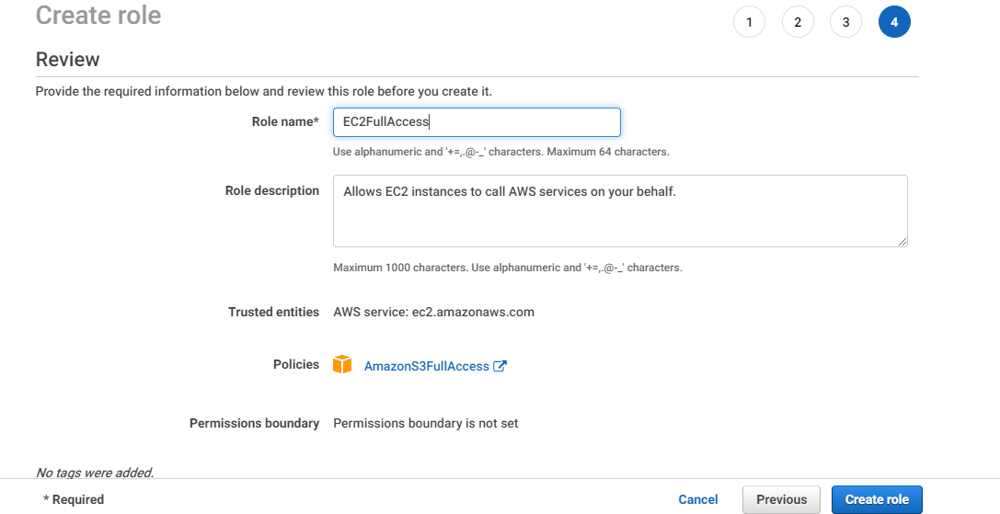 Create role
1 2 3 4
Review
Provide the required information below and review this role before you create it.
Role name* EC2FullAccess
Use alphanumeric and '+=,.@-_' characters. Maximum 64 characters.
Role description Allows EC2 instances to call AWS services on your behalf.
Maximum 1000 characters. Use alphanumeric and '+=,.@-_' characters.
Trusted entities AWS service: ec2.amazonaws.com
Policies AmazonS3FullAccess
Permissions boundary Permissions boundary is not set
No tags were added.
* Required Cancel Previous Create role